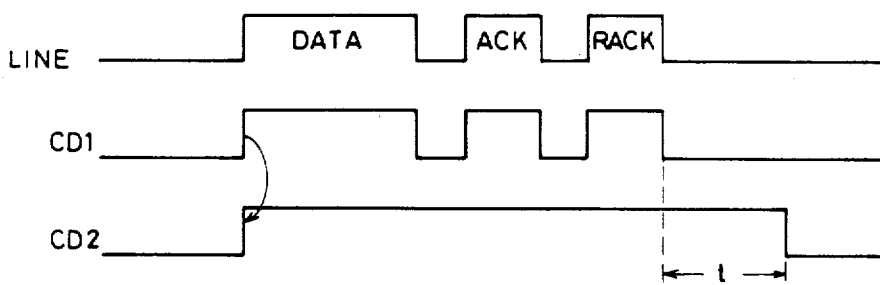 DATA ACK RACK
LINE
CD1
CD2
t